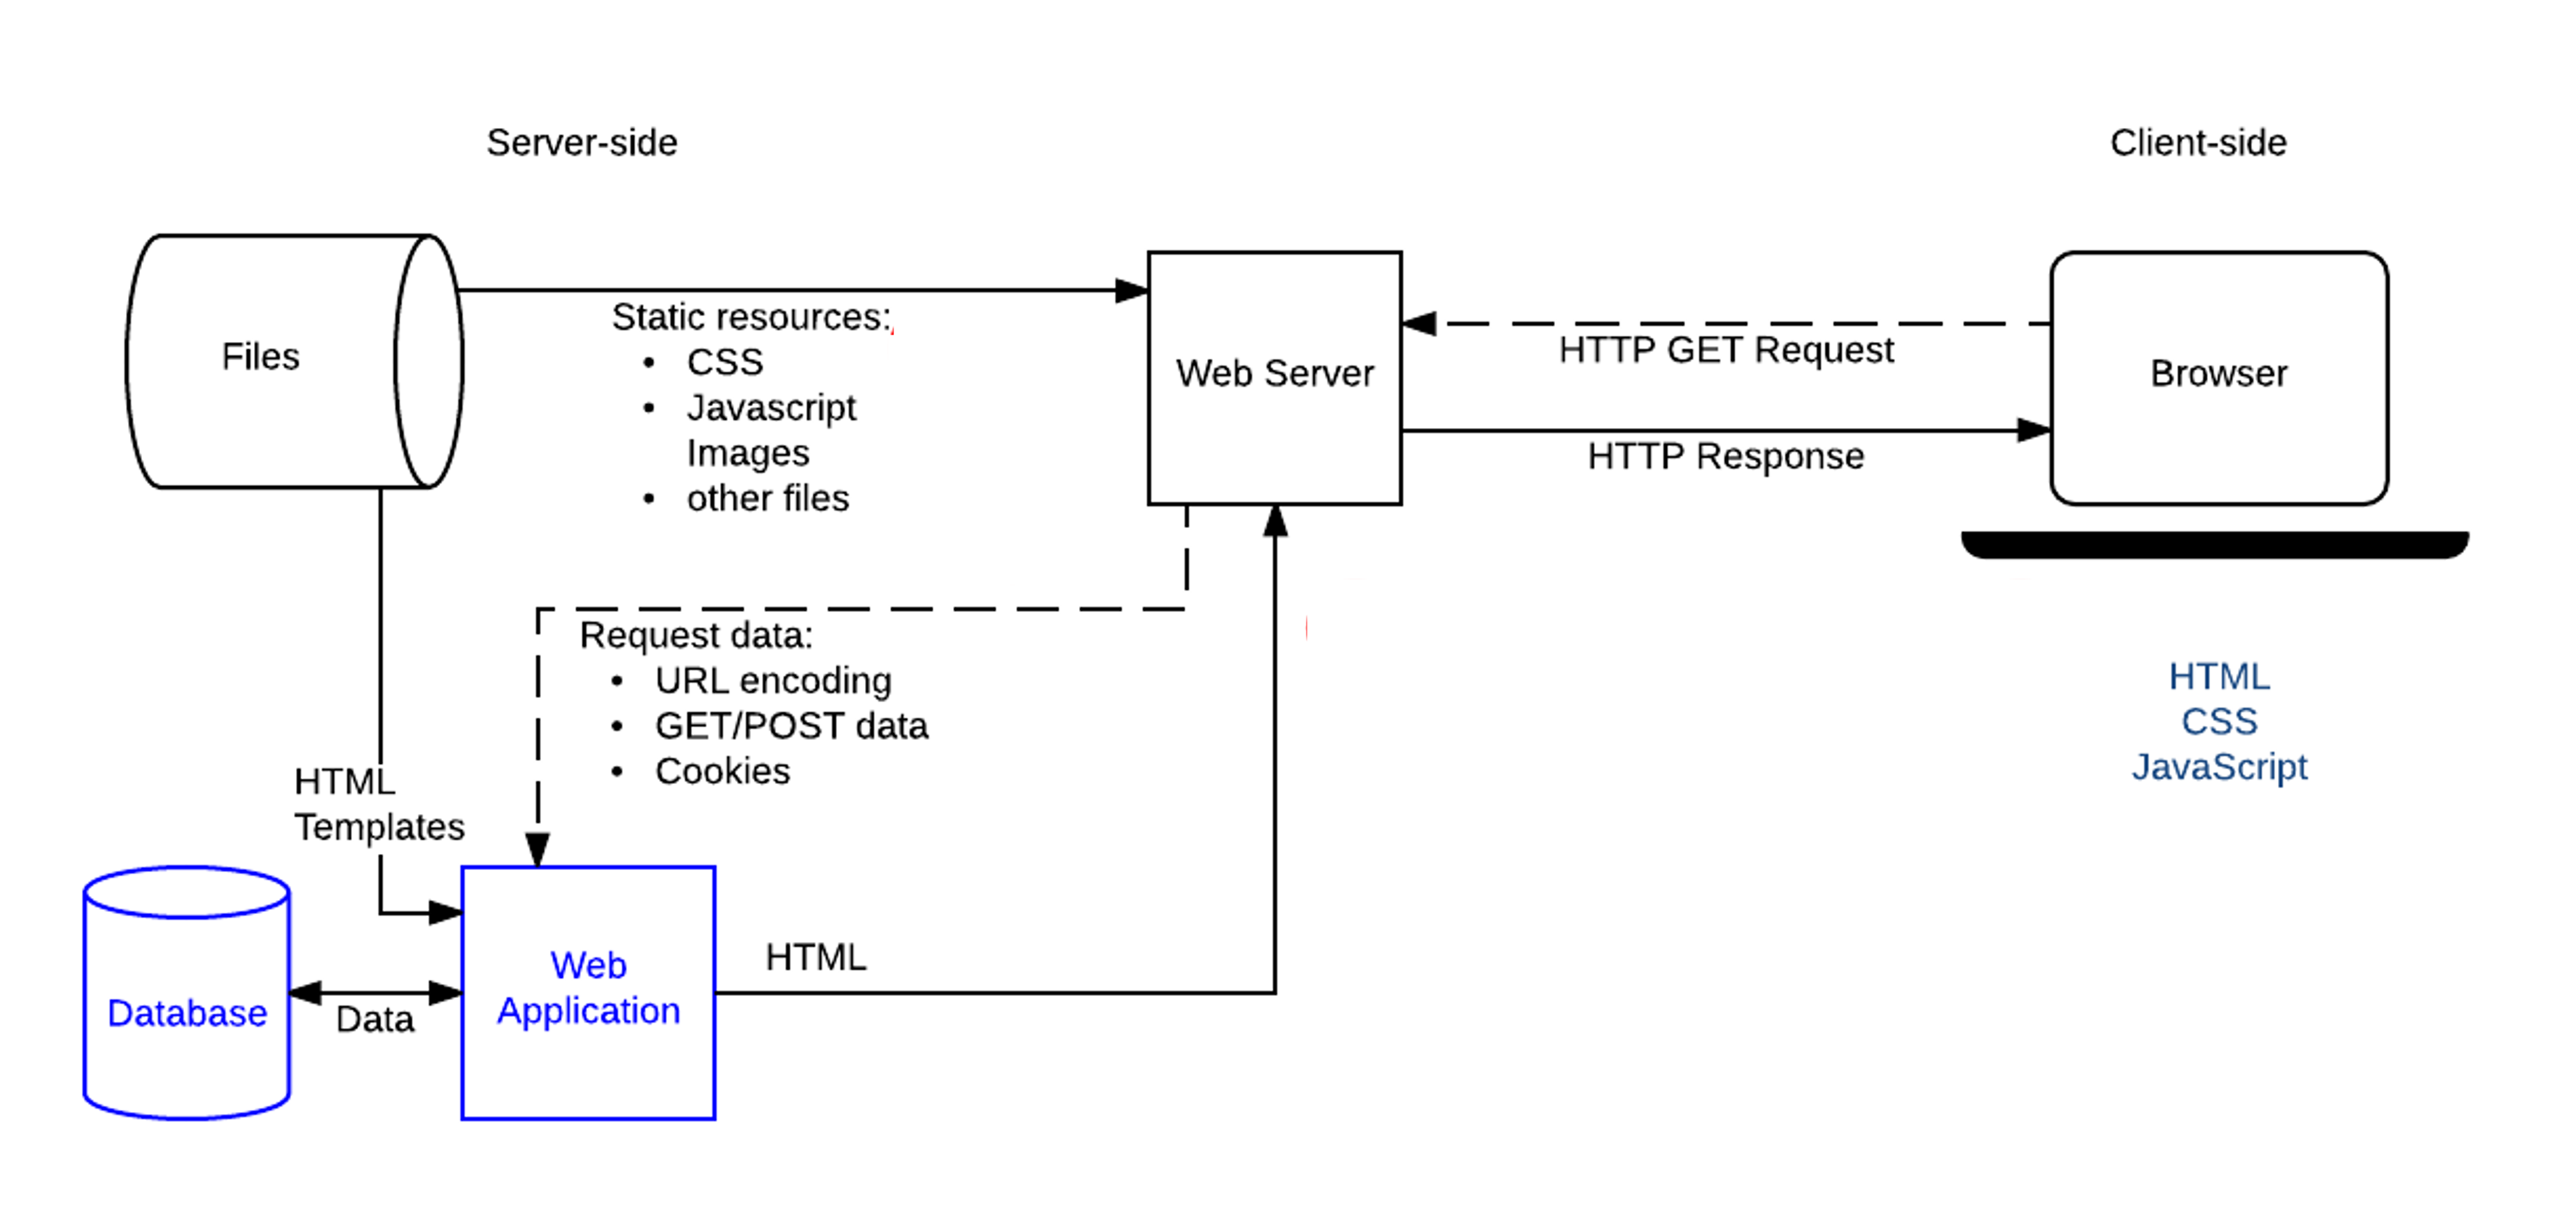 Server-side
Client-side
Files
Static resources:
• CSS
• Javascript
Images
• other files
Web Server
HTTP GET Request
HTTP Response
Browser
Request data:
• URL encoding
• GET/POST data
• Cookies
HTML
CSS
JavaScript
HTML
Templates
Database
Data
Web
Application
HTML